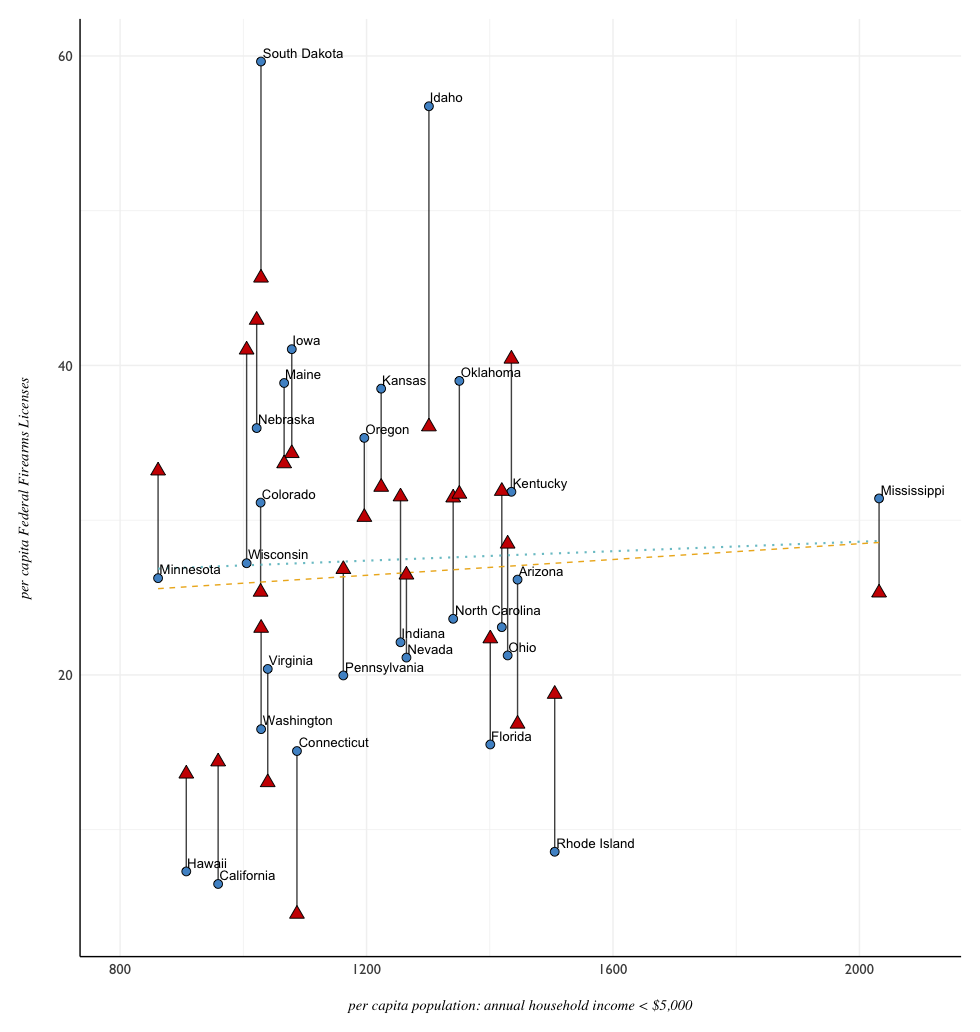 South Dakota
60
Idaho
Iowa
40
Maine
Kansas
Oklahoma
Nebraska
Oregon
Kentucky
Mississippi
Colorado
Wisconsin
Minnesota
Arizona
North Carolina
Indiana
Nevada
Ohio
Virginia
Pennsylvania
20
Washington
Connecticut
Florida
Rhode Island
Hawaii
California
per capita Federal Firearms Licenses
800
1200
1600
2000
per capita population: annual household income < $5,000